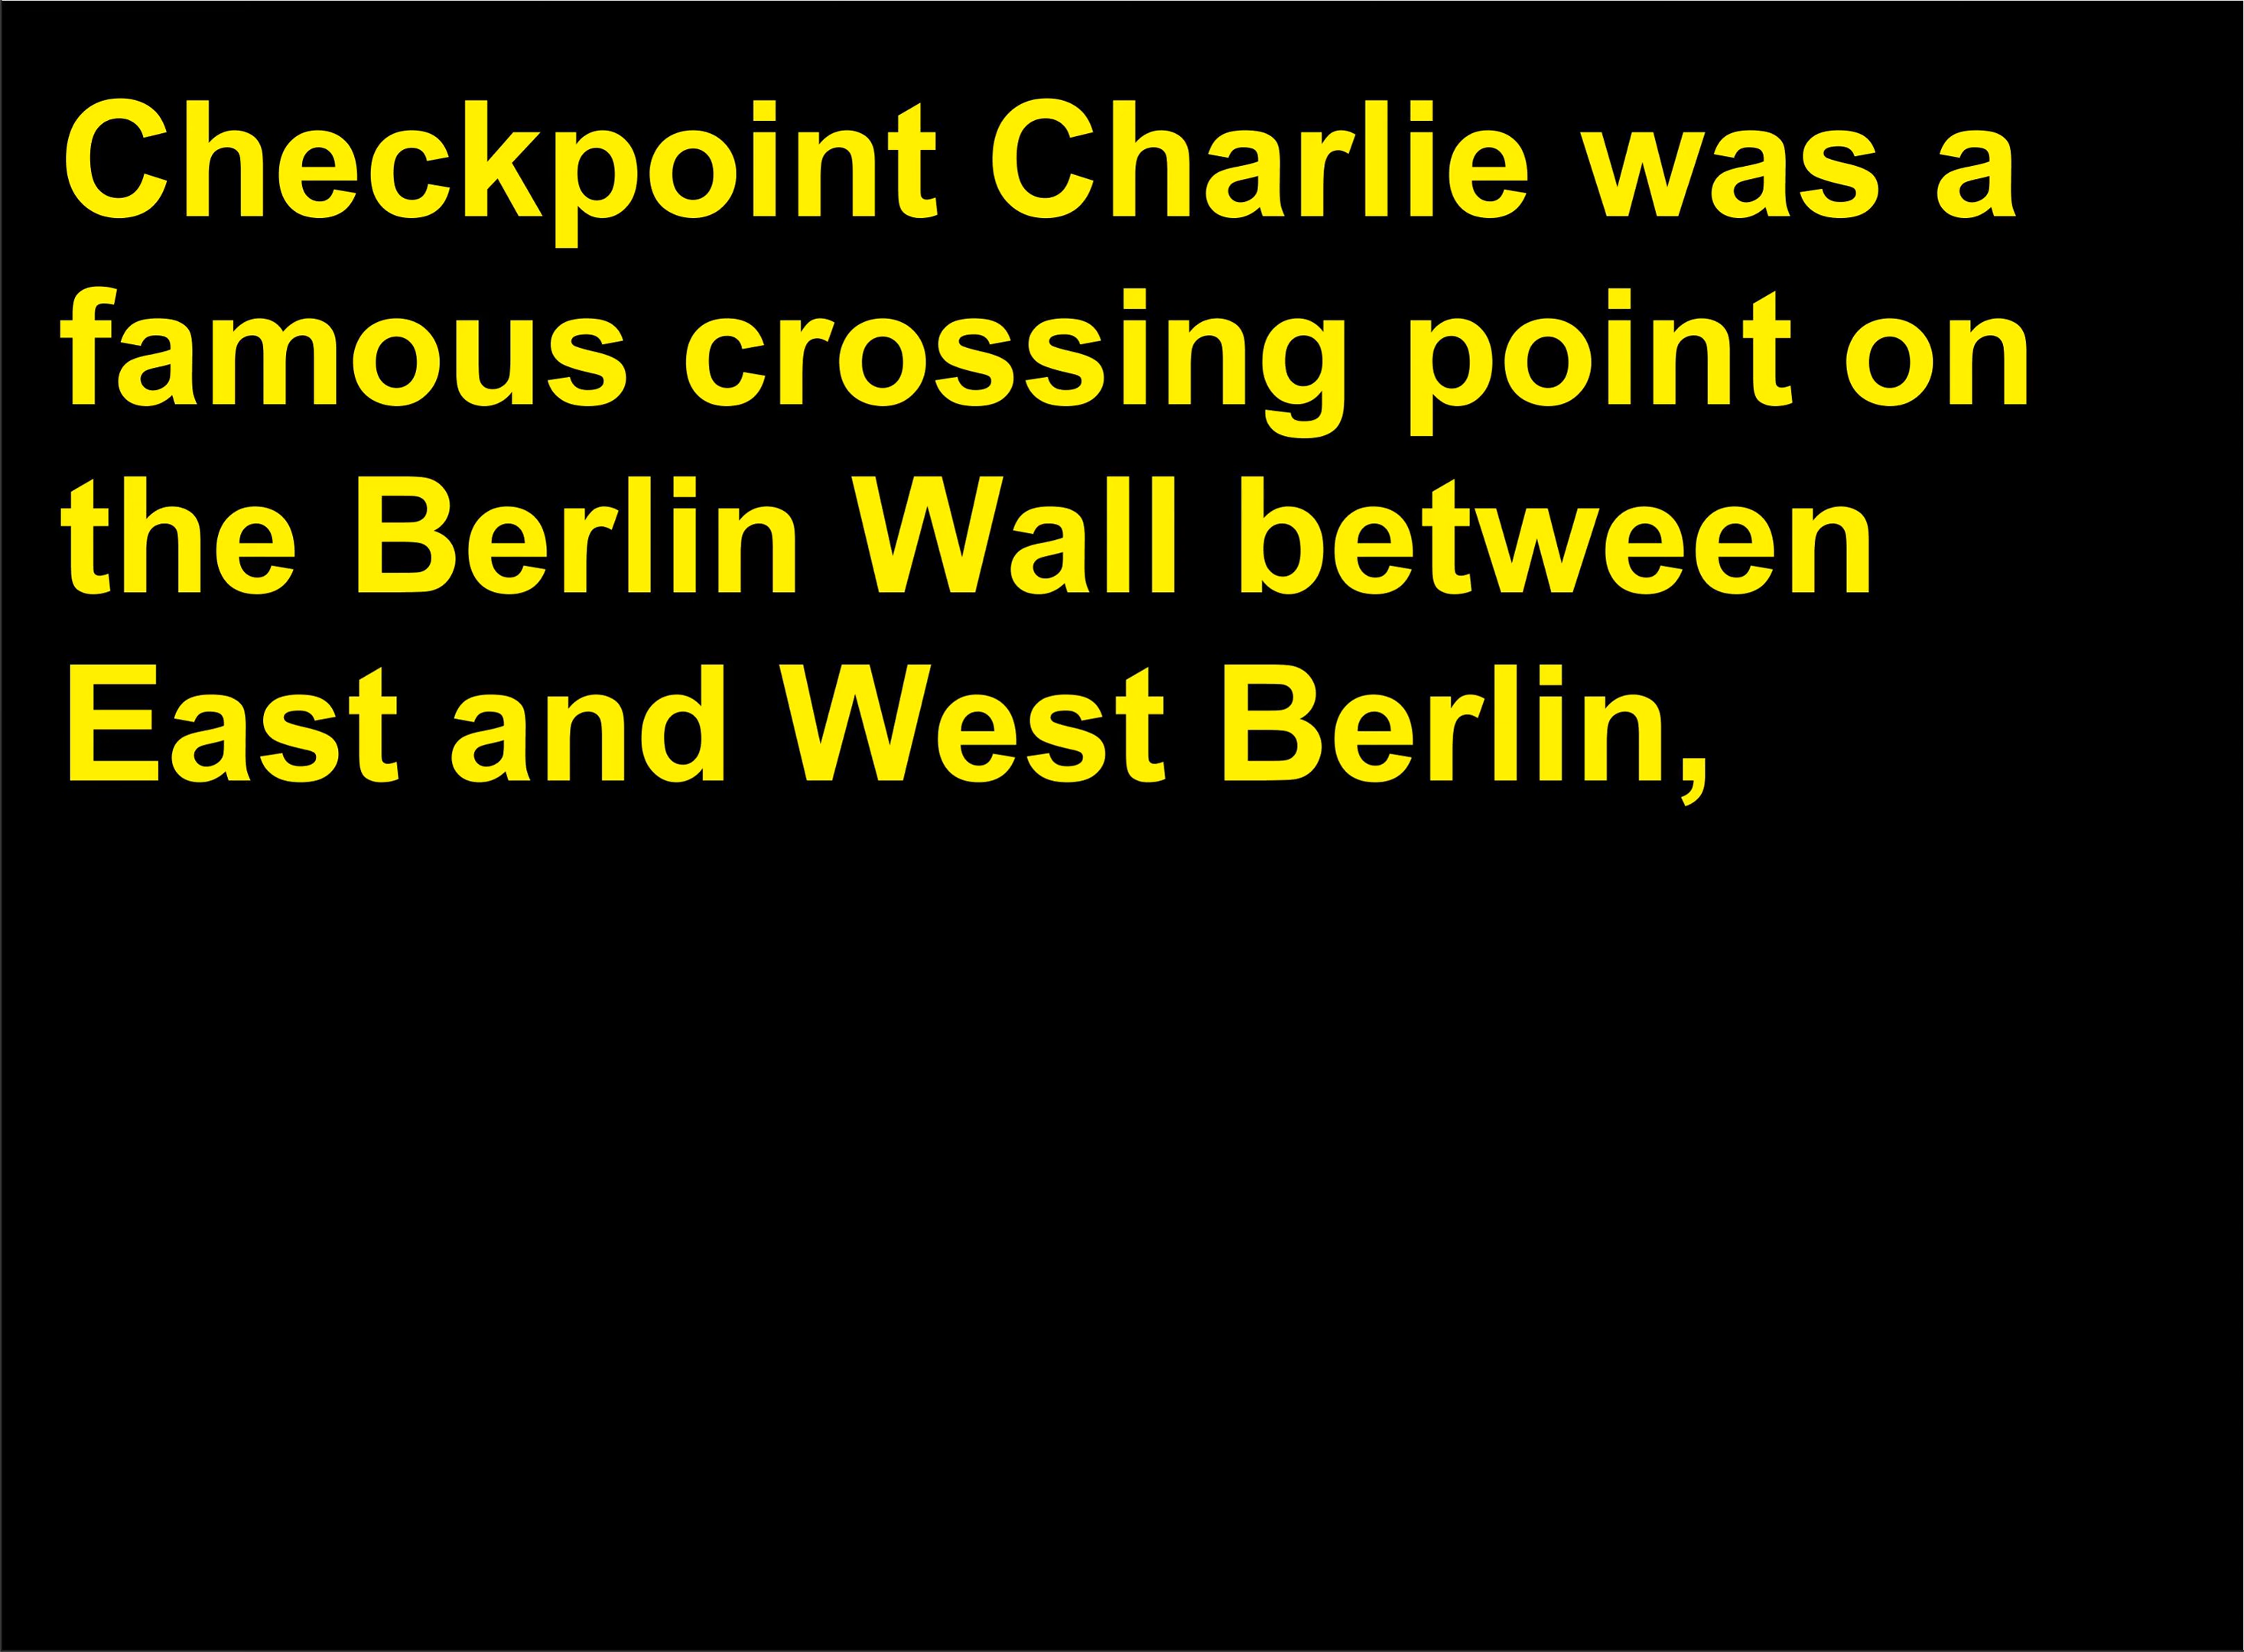 Checkpoint Charlie was a
famous crossing point on
the Berlin Wall between
East and West Berlin,